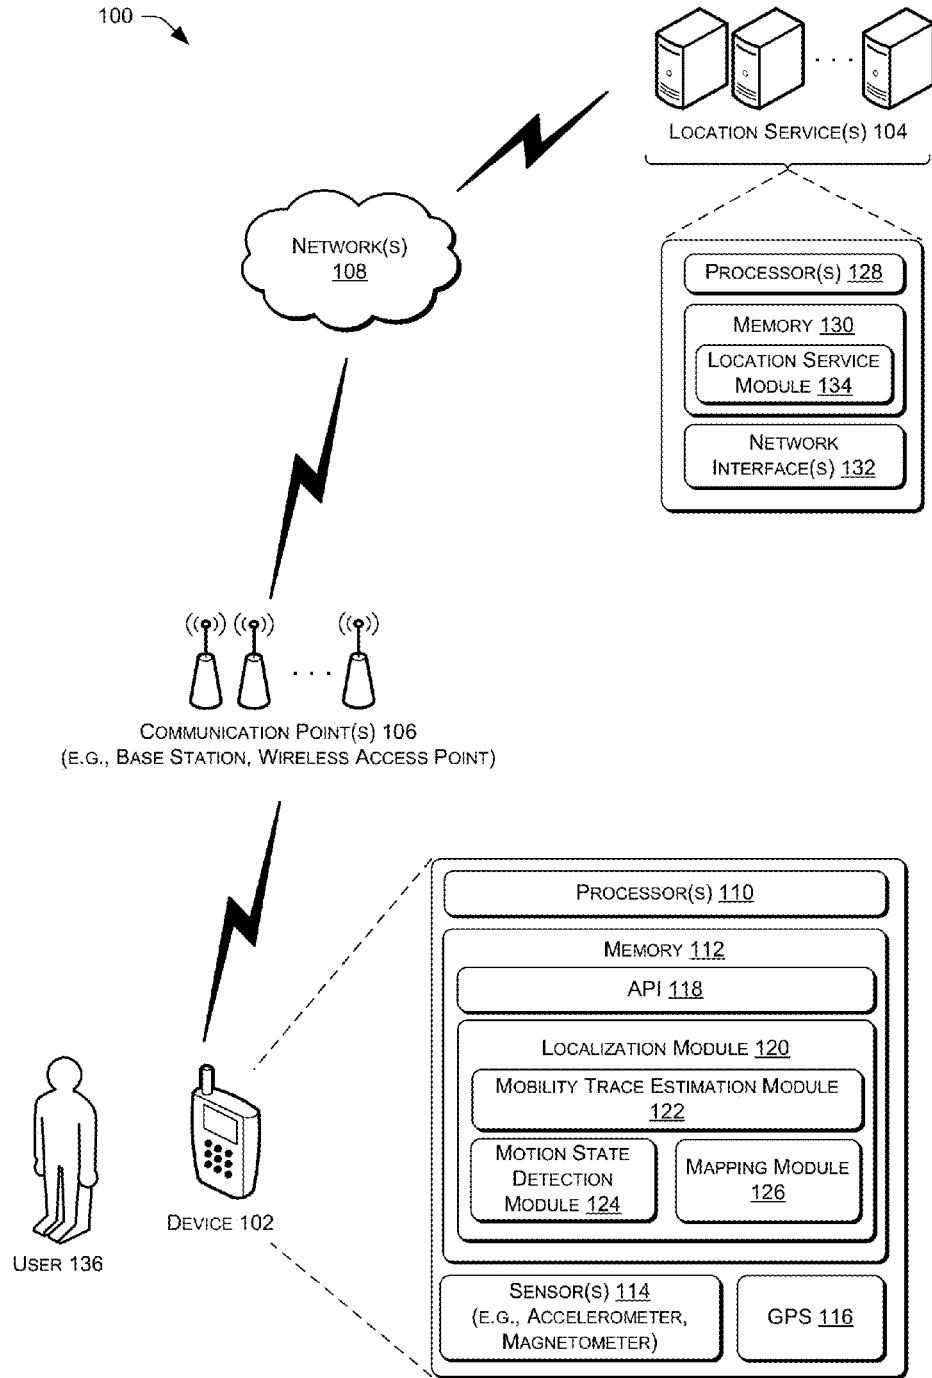 100
LOCATION SERVICE(S) 104
NETWORK(S)
108
PROCESSOR(S) 128
MEMORY 130
LOCATION SERVICE
MODULE 134
NETWORK
INTERFACE(S) 132
COMMUNICATION POINT(S) 106
(E.G., BASE STATION, WIRELESS ACCESS POINT)
PROCESSOR(S) 110
MEMORY 112
API 118
LOCALIZATION MODULE 120
MOBILITY TRACE ESTIMATION MODULE
122
MOTION STATE
DETECTION
MODULE 124
MAPPING MODULE
126
DEVICE 102
USER 136
SENSOR(S) 114
(E.G., ACCELEROMETER,
MAGNETOMETER)
GPS 116